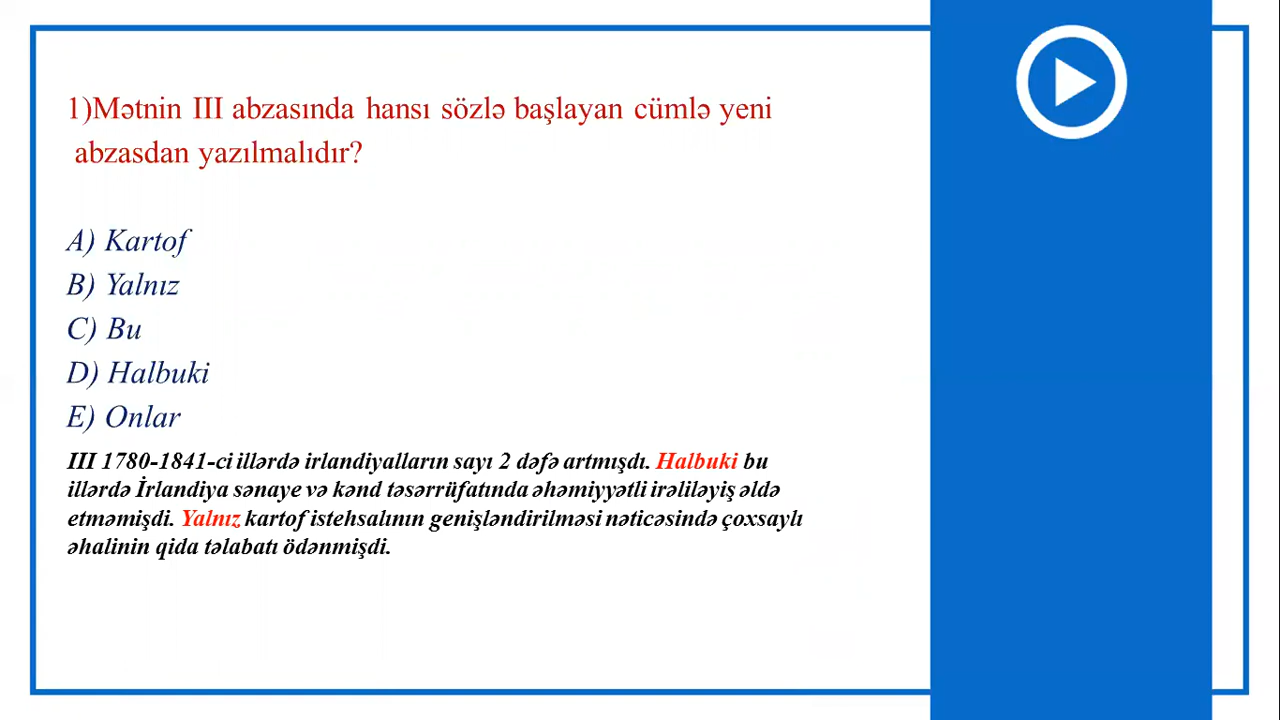 1)Mətnin III abzasında hansı sözlə başlayan cümlə yeni
abzasdan yazılmalıdır?
A) Kartof
B) Yalnız
C) Bu
D) Halbuki
E) Onlar
III 1780-1841-ci illərdə irlandiyalların sayı 2 dəfə artmışdı. Halbuki bu
illərdə İrlandiya sənaye və kənd təsərrüfatında əhəmiyyətli irəliləyiş əldə
etməmişdi. Yalnız kartof istehsalının genişləndirilməsi nəticəsində çoxsaylı
əhalinin qida təlabatı ödənmişdi.